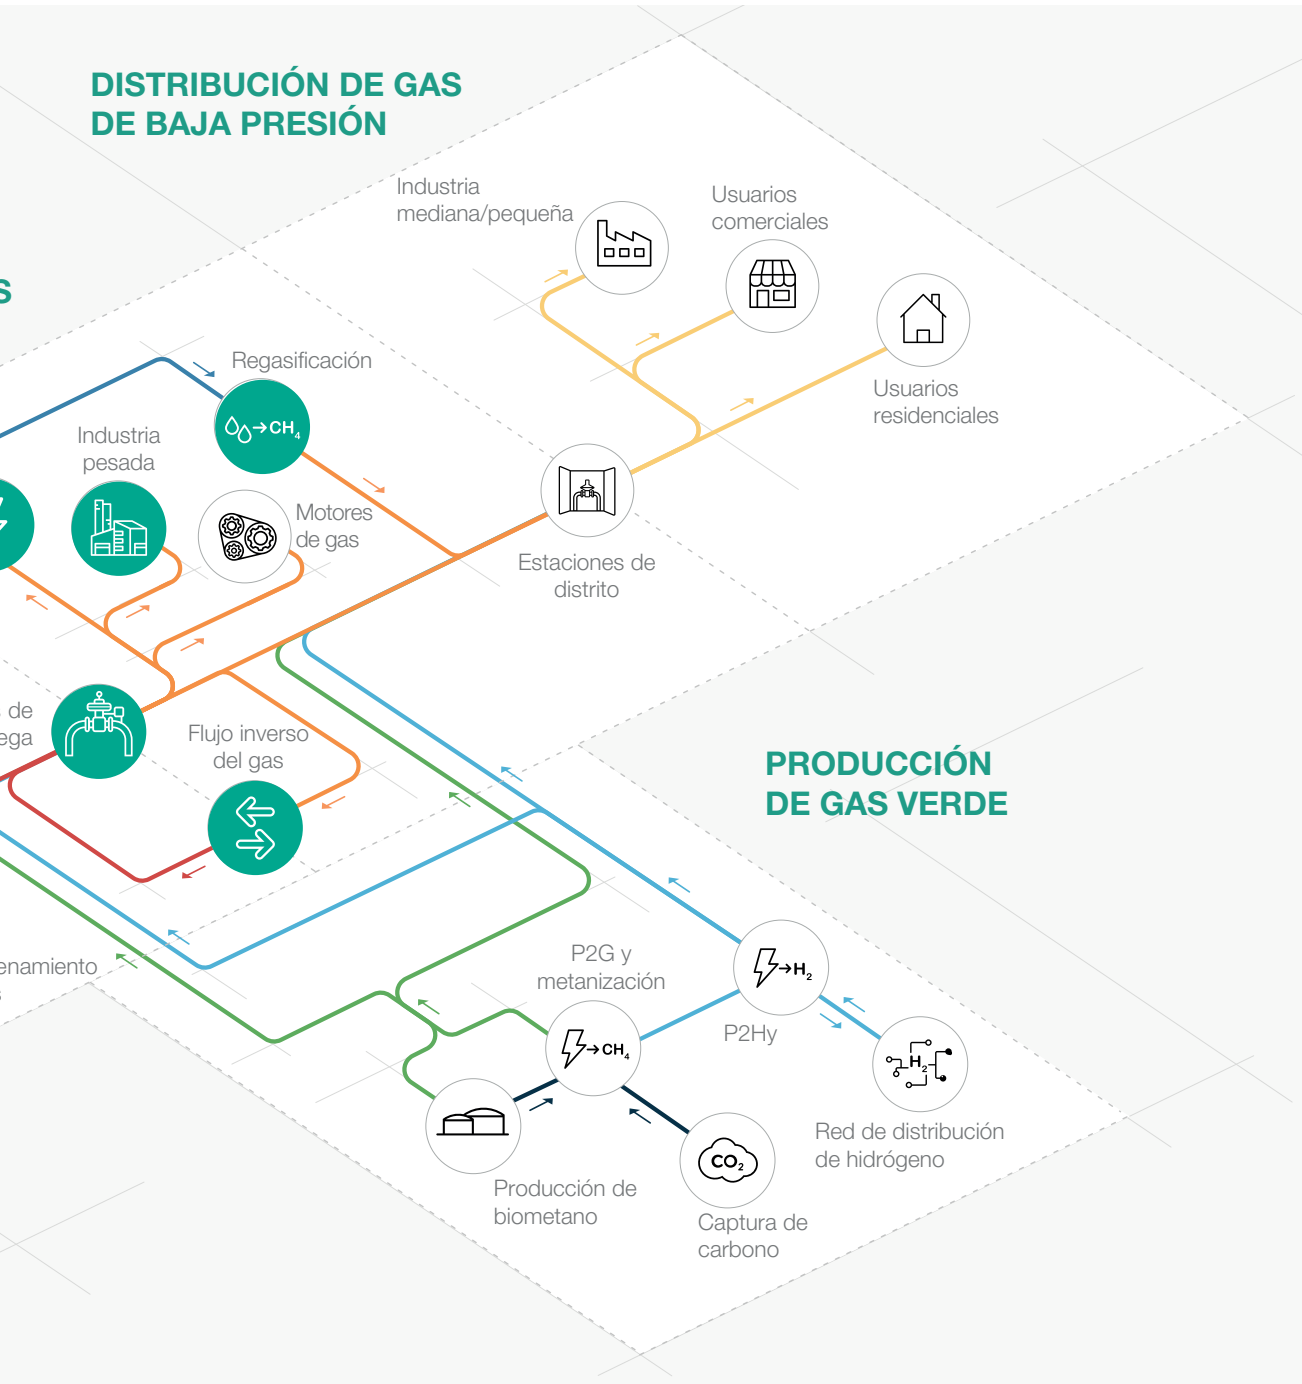 DISTRIBUCIÓN DE GAS
DE BAJA PRESIÓN
Industria
mediana/pequeña
Usuarios
comerciales
Usuarios
residenciales
S
Regasificación
→CH₄
Industria
pesada
Motores
de gas
Estaciones de
distrito
de
Flujo inverso
del gas
PRODUCCIÓN
DE GAS VERDE
P2G y
metanización
→CH₄
→H₂
P2Hy
H₂
Red de distribución
de hidrógeno
CO₂
Producción de
biometano
Captura de
carbono